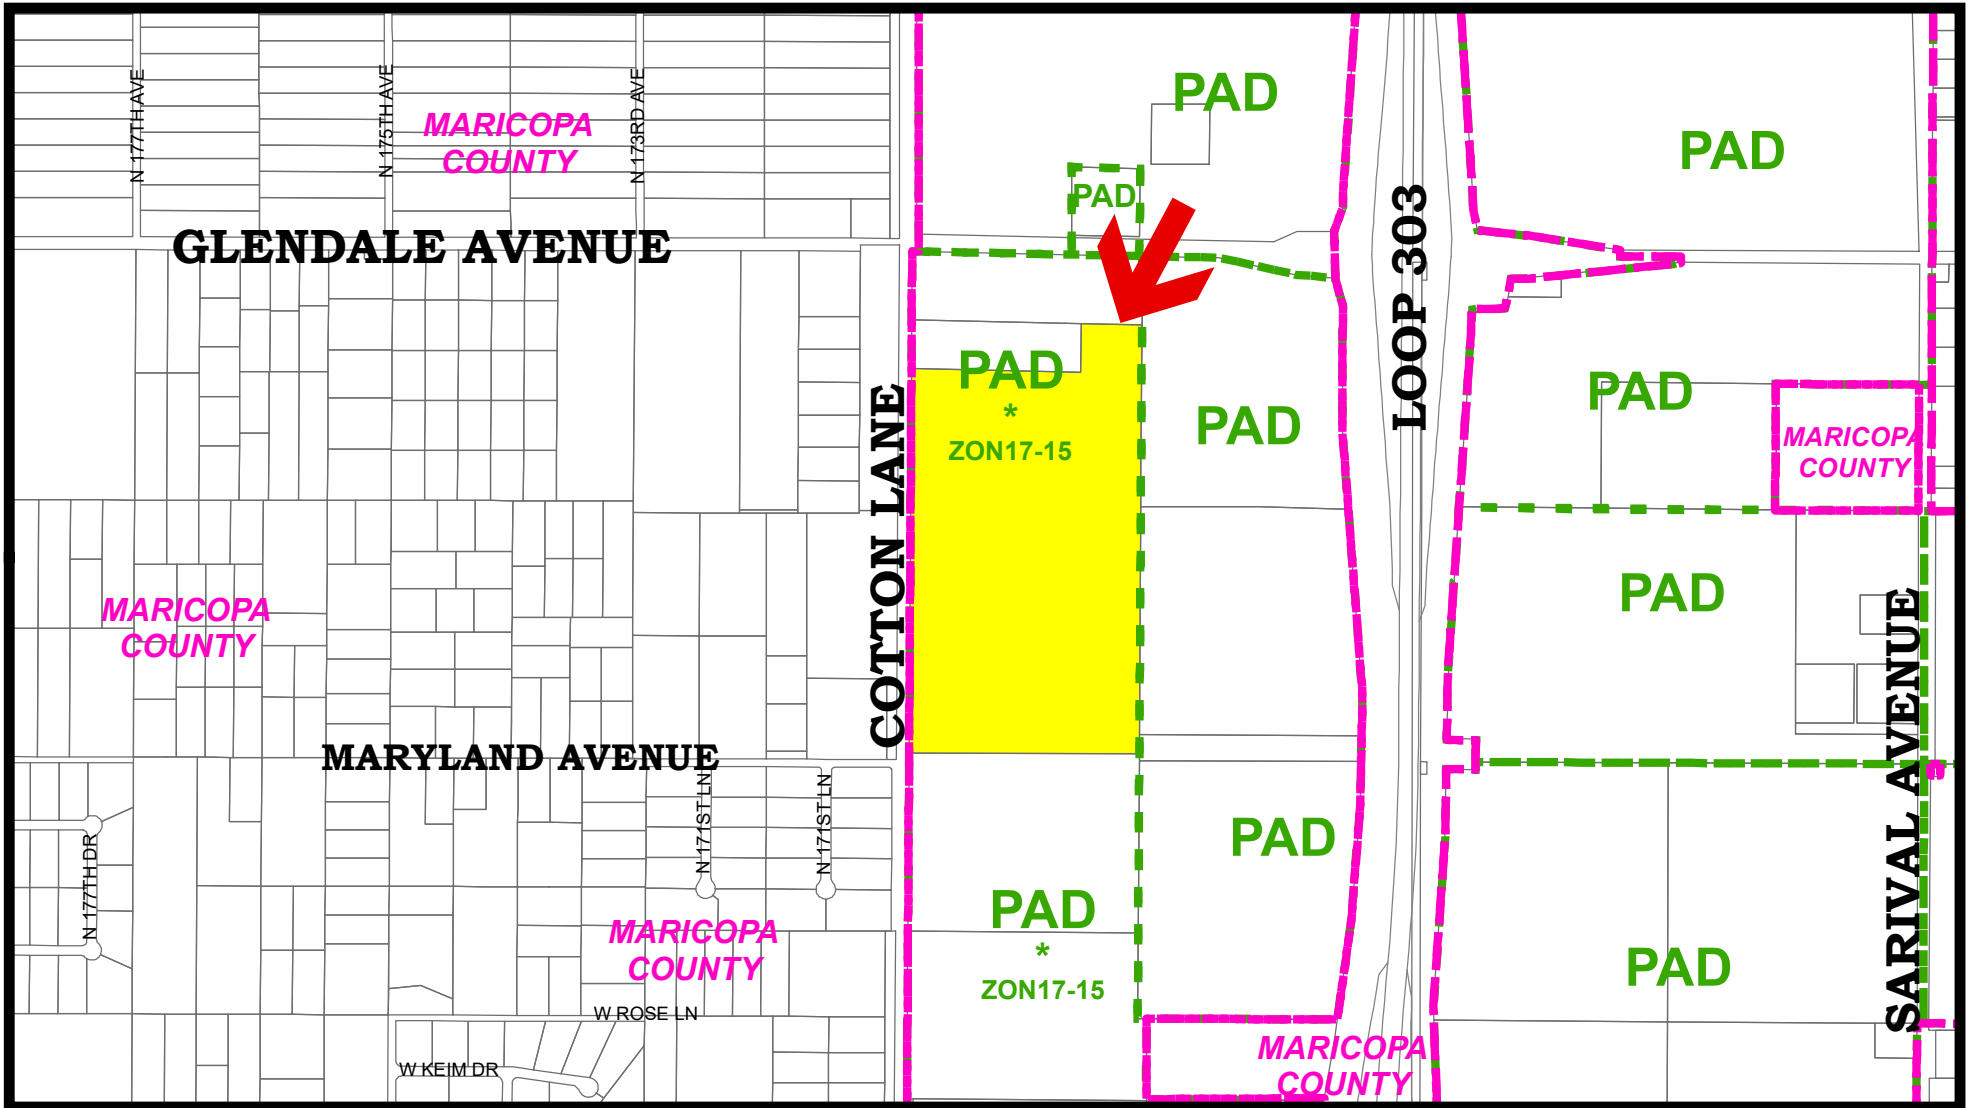 N 177TH AVE
N 175TH AVE
N 173RD AVE
MARICOPA
COUNTY
PAD
PAD
PAD
GLENDALE AVENUE
LOOP 303
PAD
*
ZON17-15
PAD
PAD
MARICOPA
COUNTY
COTTON LANE
MARICOPA
COUNTY
PAD
SARIVAL AVENUE
MARYLAND AVENUE
N 171ST LN
N 171ST LN
N 177TH DR
PAD
PAD
*
ZON17-15
MARICOPA
COUNTY
PAD
W ROSE LN
W KEIM DR
MARICOPA
COUNTY